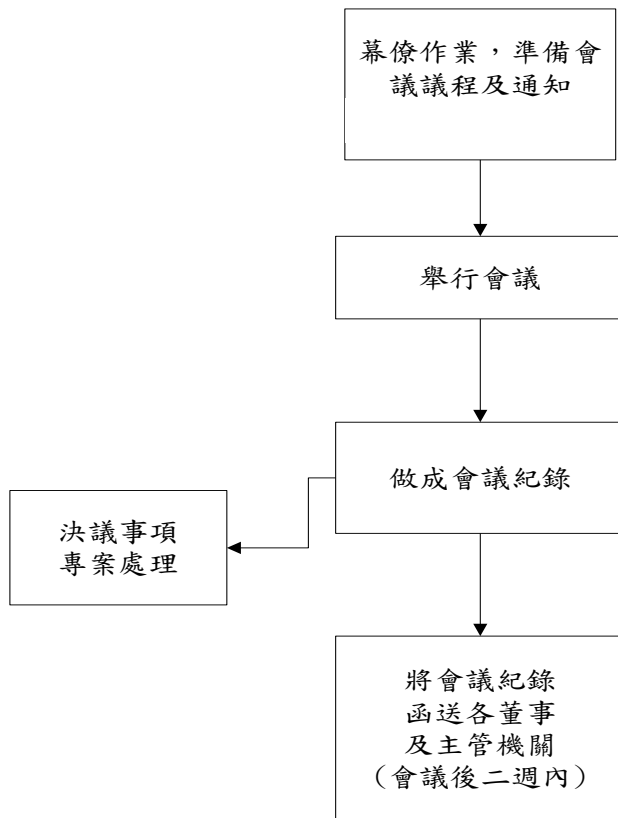 幕僚作業，準備會
議議程及通知
舉行會議
做成會議紀錄
決議事項
專案處理
將會議紀錄
函送各董事
及主管機關
（會議後二週內）